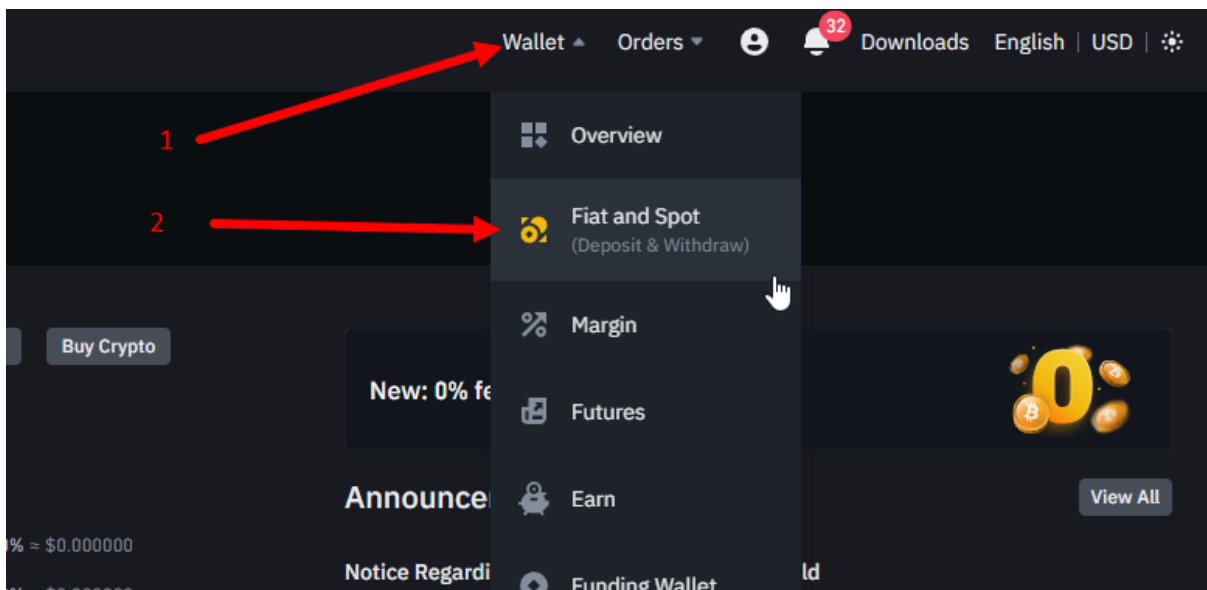 Wallet Orders 32 Downloads English | USD |
1
Overview
2
Fiat and Spot
(Deposit & Withdraw)
Margin
Buy Crypto
New: 0% fe
Futures
Announce
Earn
View All
% ≈ $0.000000
Notice Regardi
ld
Funding Wallet